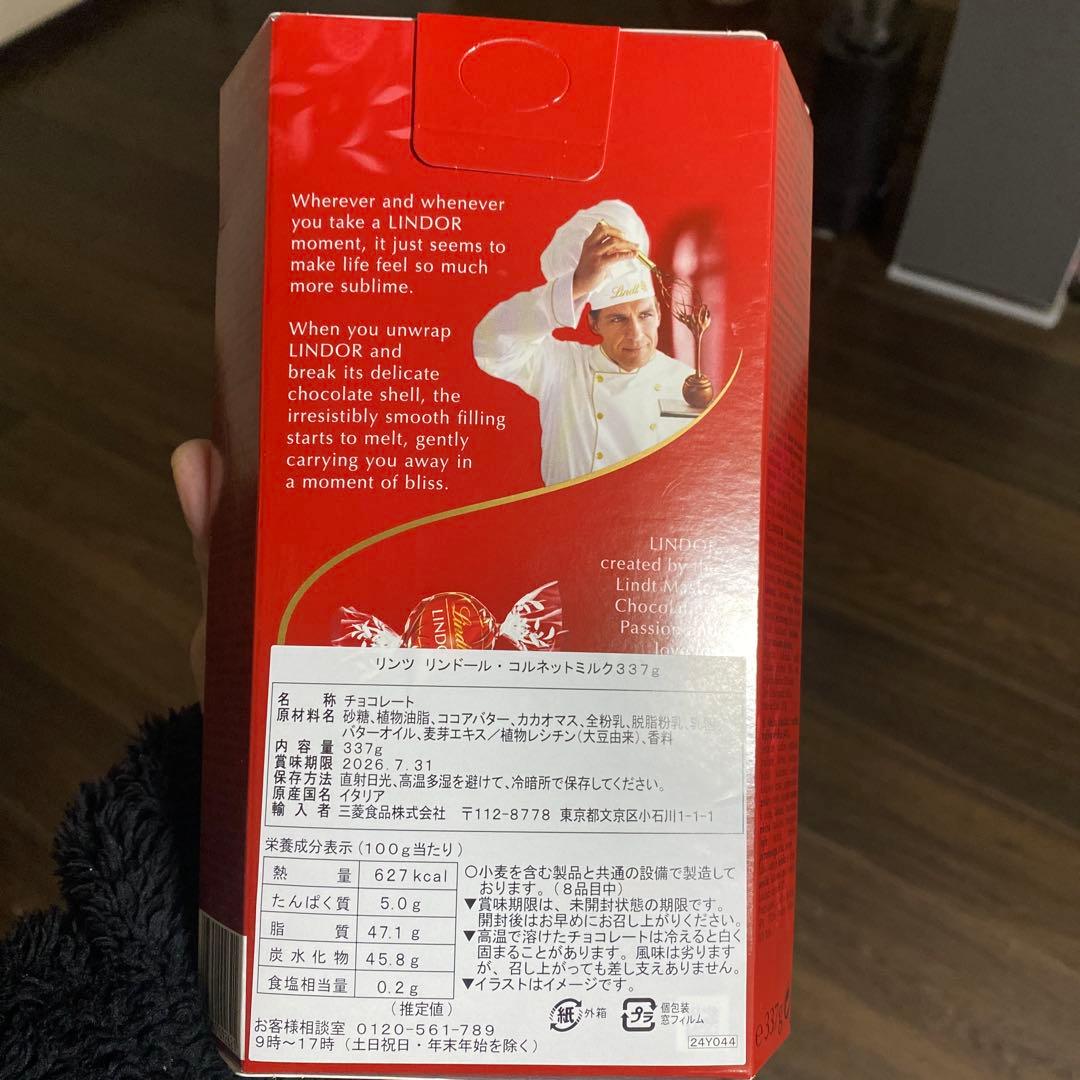 Wherever and whenever
you take a LINDOR
moment, it just seems to
make life feel so much
more sublime.
When you unwrap
LINDOR and
break its delicate
chocolate shell, the
irresistibly smooth filling
starts to melt, gently
carrying you away in
a moment of bliss.
Lindt
LINDOR
created by the
Lindt Master
Passion
Lindt
リンツ リンドール・コルネットミルク337g
名称 チョコレート
原材料名 砂糖、植物油脂、ココアバター、カカオマス、全粉乳、脱脂粉乳、
バターオイル、麦芽エキス/植物レシチン(大豆由来)、香料
内容量 337g
賞味期限 2026.7.31
保存方法 直射日光、高温多湿を避けて、冷暗所で保存してください。
原産国名 イタリア
輸入者 三菱食品株式会社 〒112-8778 東京都文京区小石川1-1-1
栄養成分表示(100g当たり)
熱量 627kcal
たんぱく質 5.0g
脂質 47.1g
炭水化物 45.8g
食塩相当量 0.2g
(推定値)
○小麦を含む製品と共通の設備で製造して
おります。(8品目中)
▼賞味期限は、未開封状態の期限です。
開封後はお早めにお召し上がりください。
▼高温で溶けたチョコレートは冷えると白く
固まることがあります。風味は劣ります
が、召し上がっても差し支えありません。
▼イラストはイメージです。
紙 外箱
プラ 個包装
窓フィルム
お客様相談室 0120-561-789
9時～17時(土日祝日・年末年始を除く)
24Y044
e337g